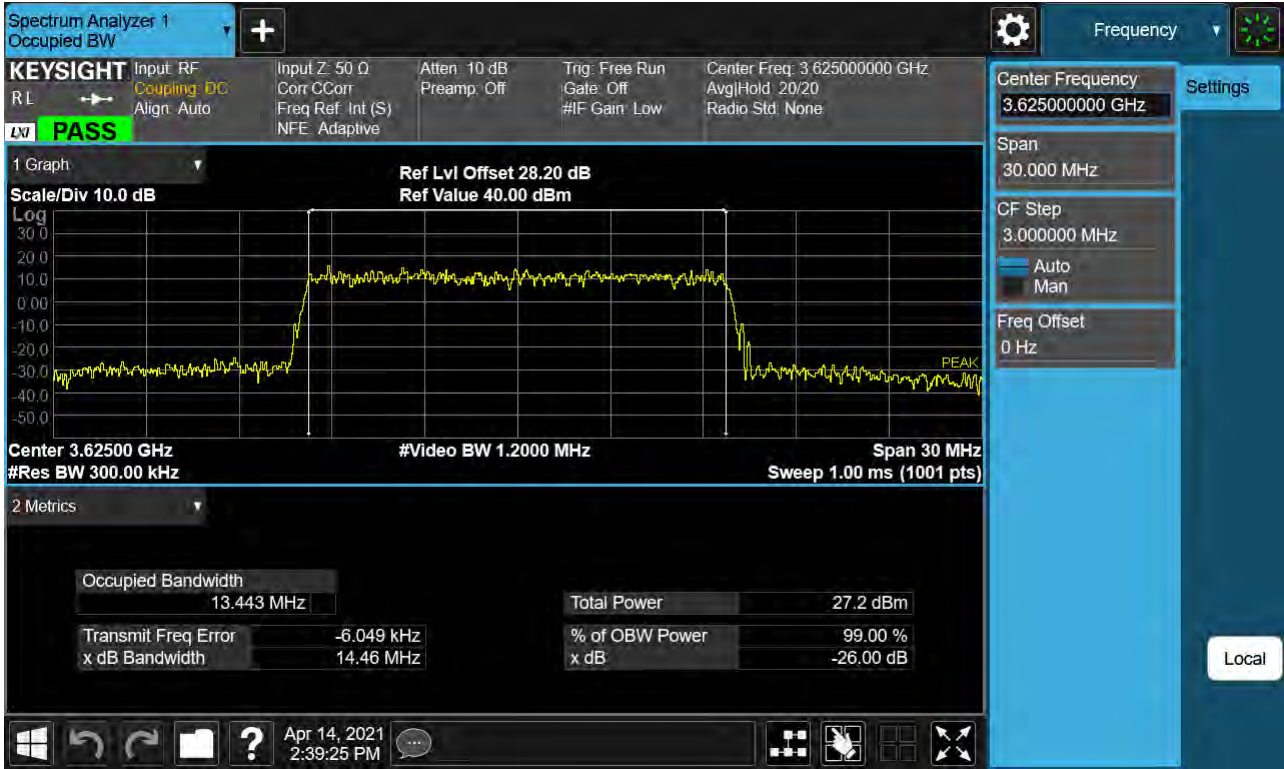 Spectrum Analyzer 1
Occupied BW
Frequency
KEYSIGHT
RL
LXI PASS
Input: RF
Coupling: DC
Align: Auto
Input Z: 50 Ω
Corr CCorr
Freq Ref: Int (S)
NFE: Adaptive
Atten: 10 dB
Preamp: Off
Trig: Free Run
Gate: Off
#IF Gain: Low
Center Freq: 3.625000000 GHz
Avg|Hold: 20/20
Radio Std: None
Center Frequency
3.625000000 GHz
Settings
Span
30.000 MHz
CF Step
3.000000 MHz
Auto
Man
Freq Offset
0 Hz
1 Graph
Scale/Div 10.0 dB
Ref Lvl Offset 28.20 dB
Ref Value 40.00 dBm
Log
30.0
20.0
10.0
0.00
-10.0
-20.0
-30.0
-40.0
-50.0
PEAK
Center 3.62500 GHz
#Video BW 1.2000 MHz
Span 30 MHz
#Res BW 300.00 kHz
Sweep 1.00 ms (1001 pts)
2 Metrics
Occupied Bandwidth
13.443 MHz
Total Power 27.2 dBm
Transmit Freq Error -6.049 kHz
% of OBW Power 99.00 %
x dB Bandwidth 14.46 MHz
x dB -26.00 dB
Local
?
Apr 14, 2021
2:39:25 PM